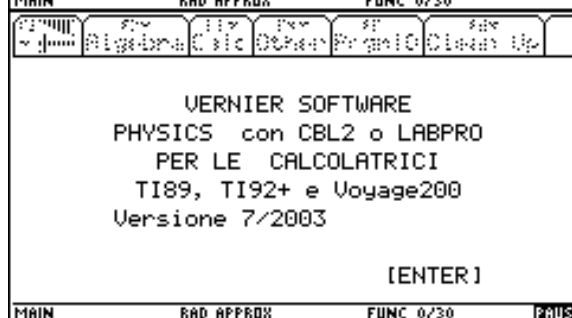 MAIN RAD APPROX FUNC 0/30
Algebra Calc Other PrgmIO Clean Up
VERNIER SOFTWARE
PHYSICS con CBL2 o LABPRO
PER LE CALCOLATRICI
TI89, TI92+ e Voyage200
Versione 7/2003
[ENTER]
MAIN RAD APPROX FUNC 0/30 PAUS